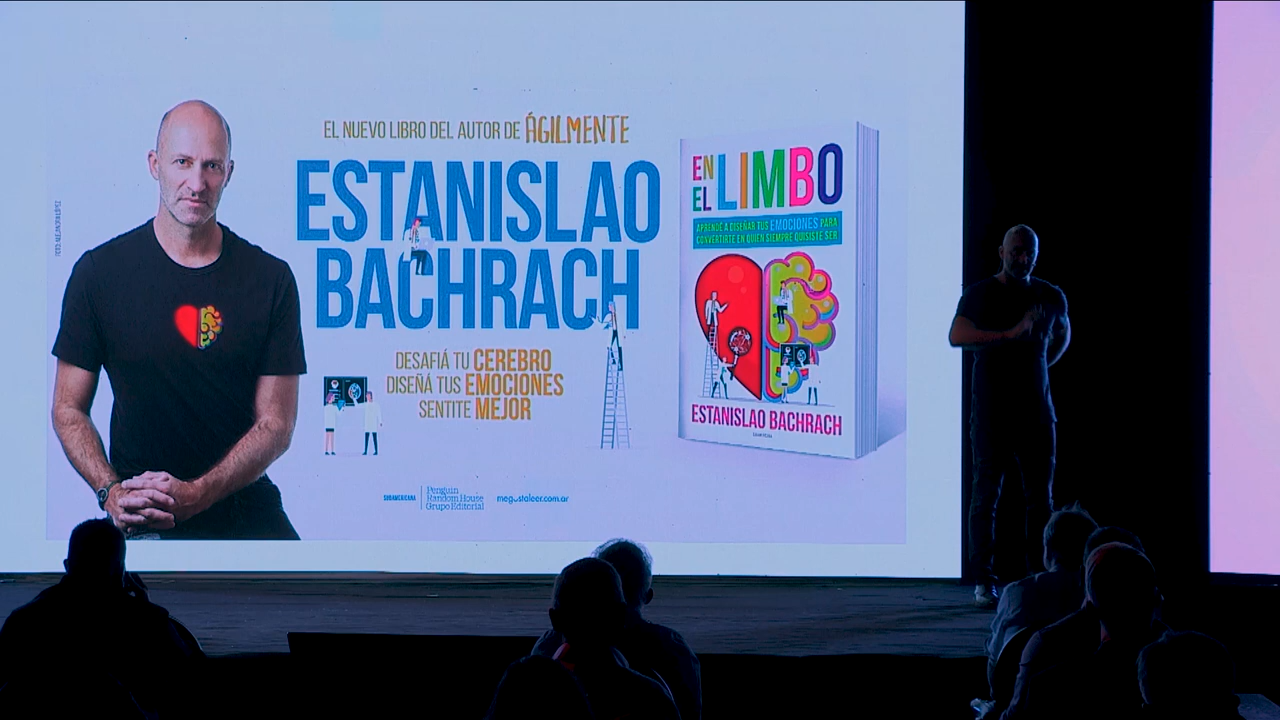 EL NUEVO LIBRO DEL AUTOR DE ÁGILMENTE
ESTANISLAO
BACHRACH
DESAFIÁ TU CEREBRO
DISEÑÁ TUS EMOCIONES
SENTITE MEJOR
SUDAMERICANA
Penguin
Random House
Grupo Editorial
megustaleer.com.ar
EN EL LIMBO
APRENDÉ A DISEÑAR TUS EMOCIONES PARA
CONVERTIRTE EN QUIEN SIEMPRE QUISISTE SER
ESTANISLAO BACHRACH